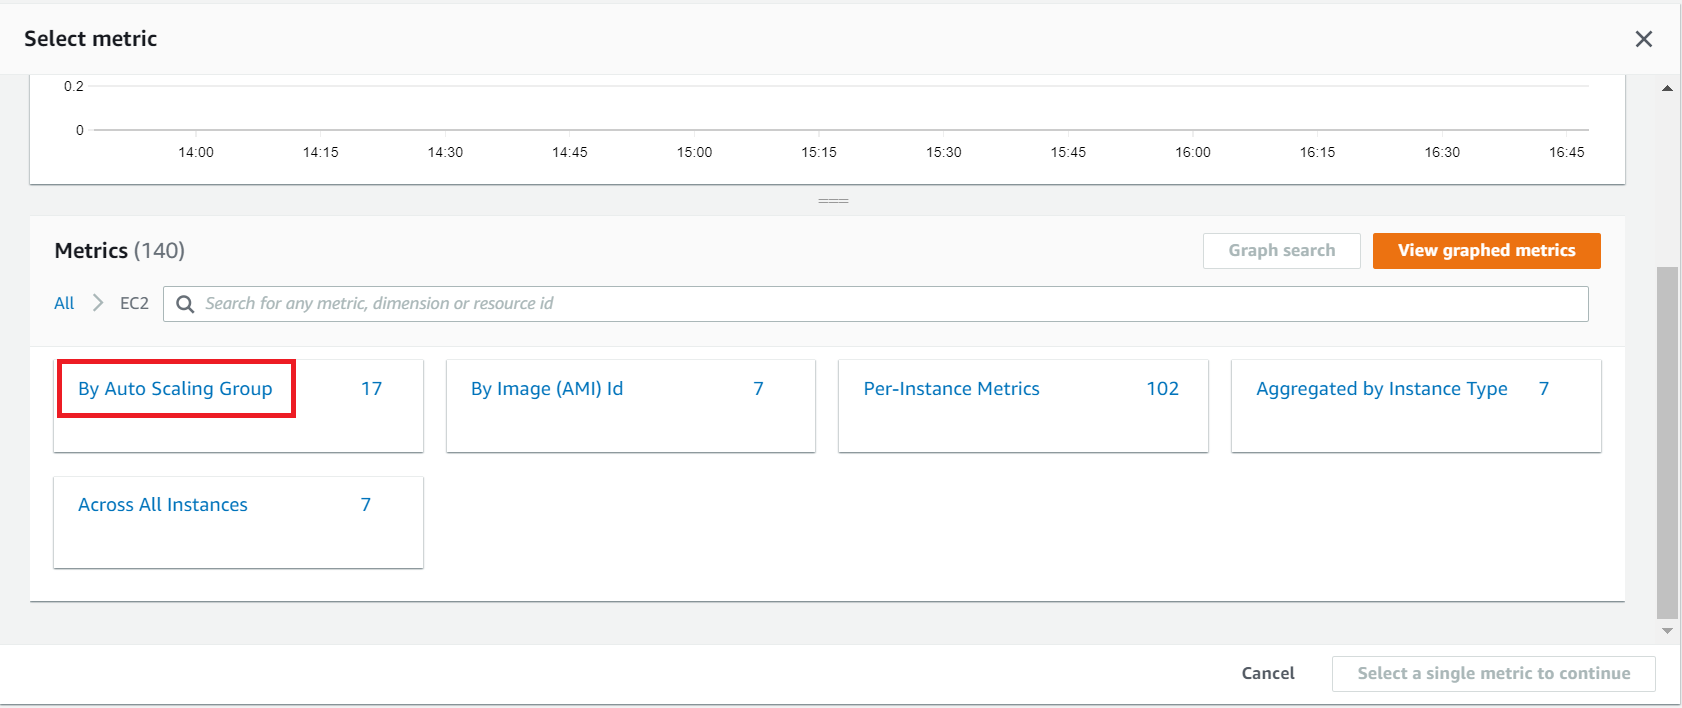 Select metric
0.2
0
14:00 14:15 14:30 14:45 15:00 15:15 15:30 15:45 16:00 16:15 16:30 16:45
Metrics (140)
Graph search
View graphed metrics
All
EC2
Search for any metric, dimension or resource id
By Auto Scaling Group 17
By Image (AMI) Id 7
Per-Instance Metrics 102
Aggregated by Instance Type 7
Across All Instances 7
Cancel
Select a single metric to continue